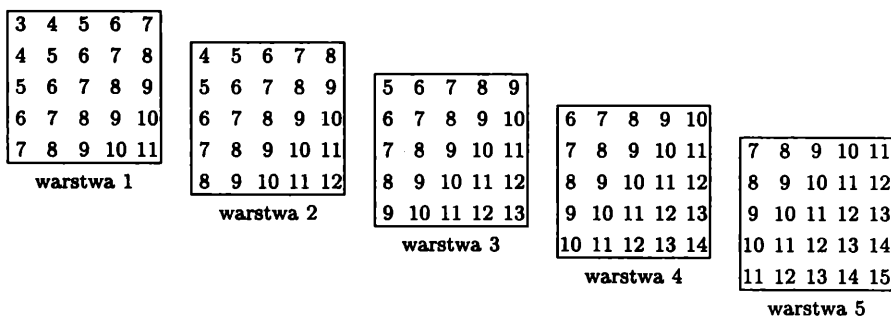 3 4 5 6 7
4 5 6 7 8
5 6 7 8 9
6 7 8 9 10
7 8 9 10 11
warstwa 1
4 5 6 7 8
5 6 7 8 9
6 7 8 9 10
7 8 9 10 11
8 9 10 11 12
warstwa 2
5 6 7 8 9
6 7 8 9 10
7 8 9 10 11
8 9 10 11 12
9 10 11 12 13
warstwa 3
6 7 8 9 10
7 8 9 10 11
8 9 10 11 12
9 10 11 12 13
10 11 12 13 14
warstwa 4
7 8 9 10 11
8 9 10 11 12
9 10 11 12 13
10 11 12 13 14
11 12 13 14 15
warstwa 5